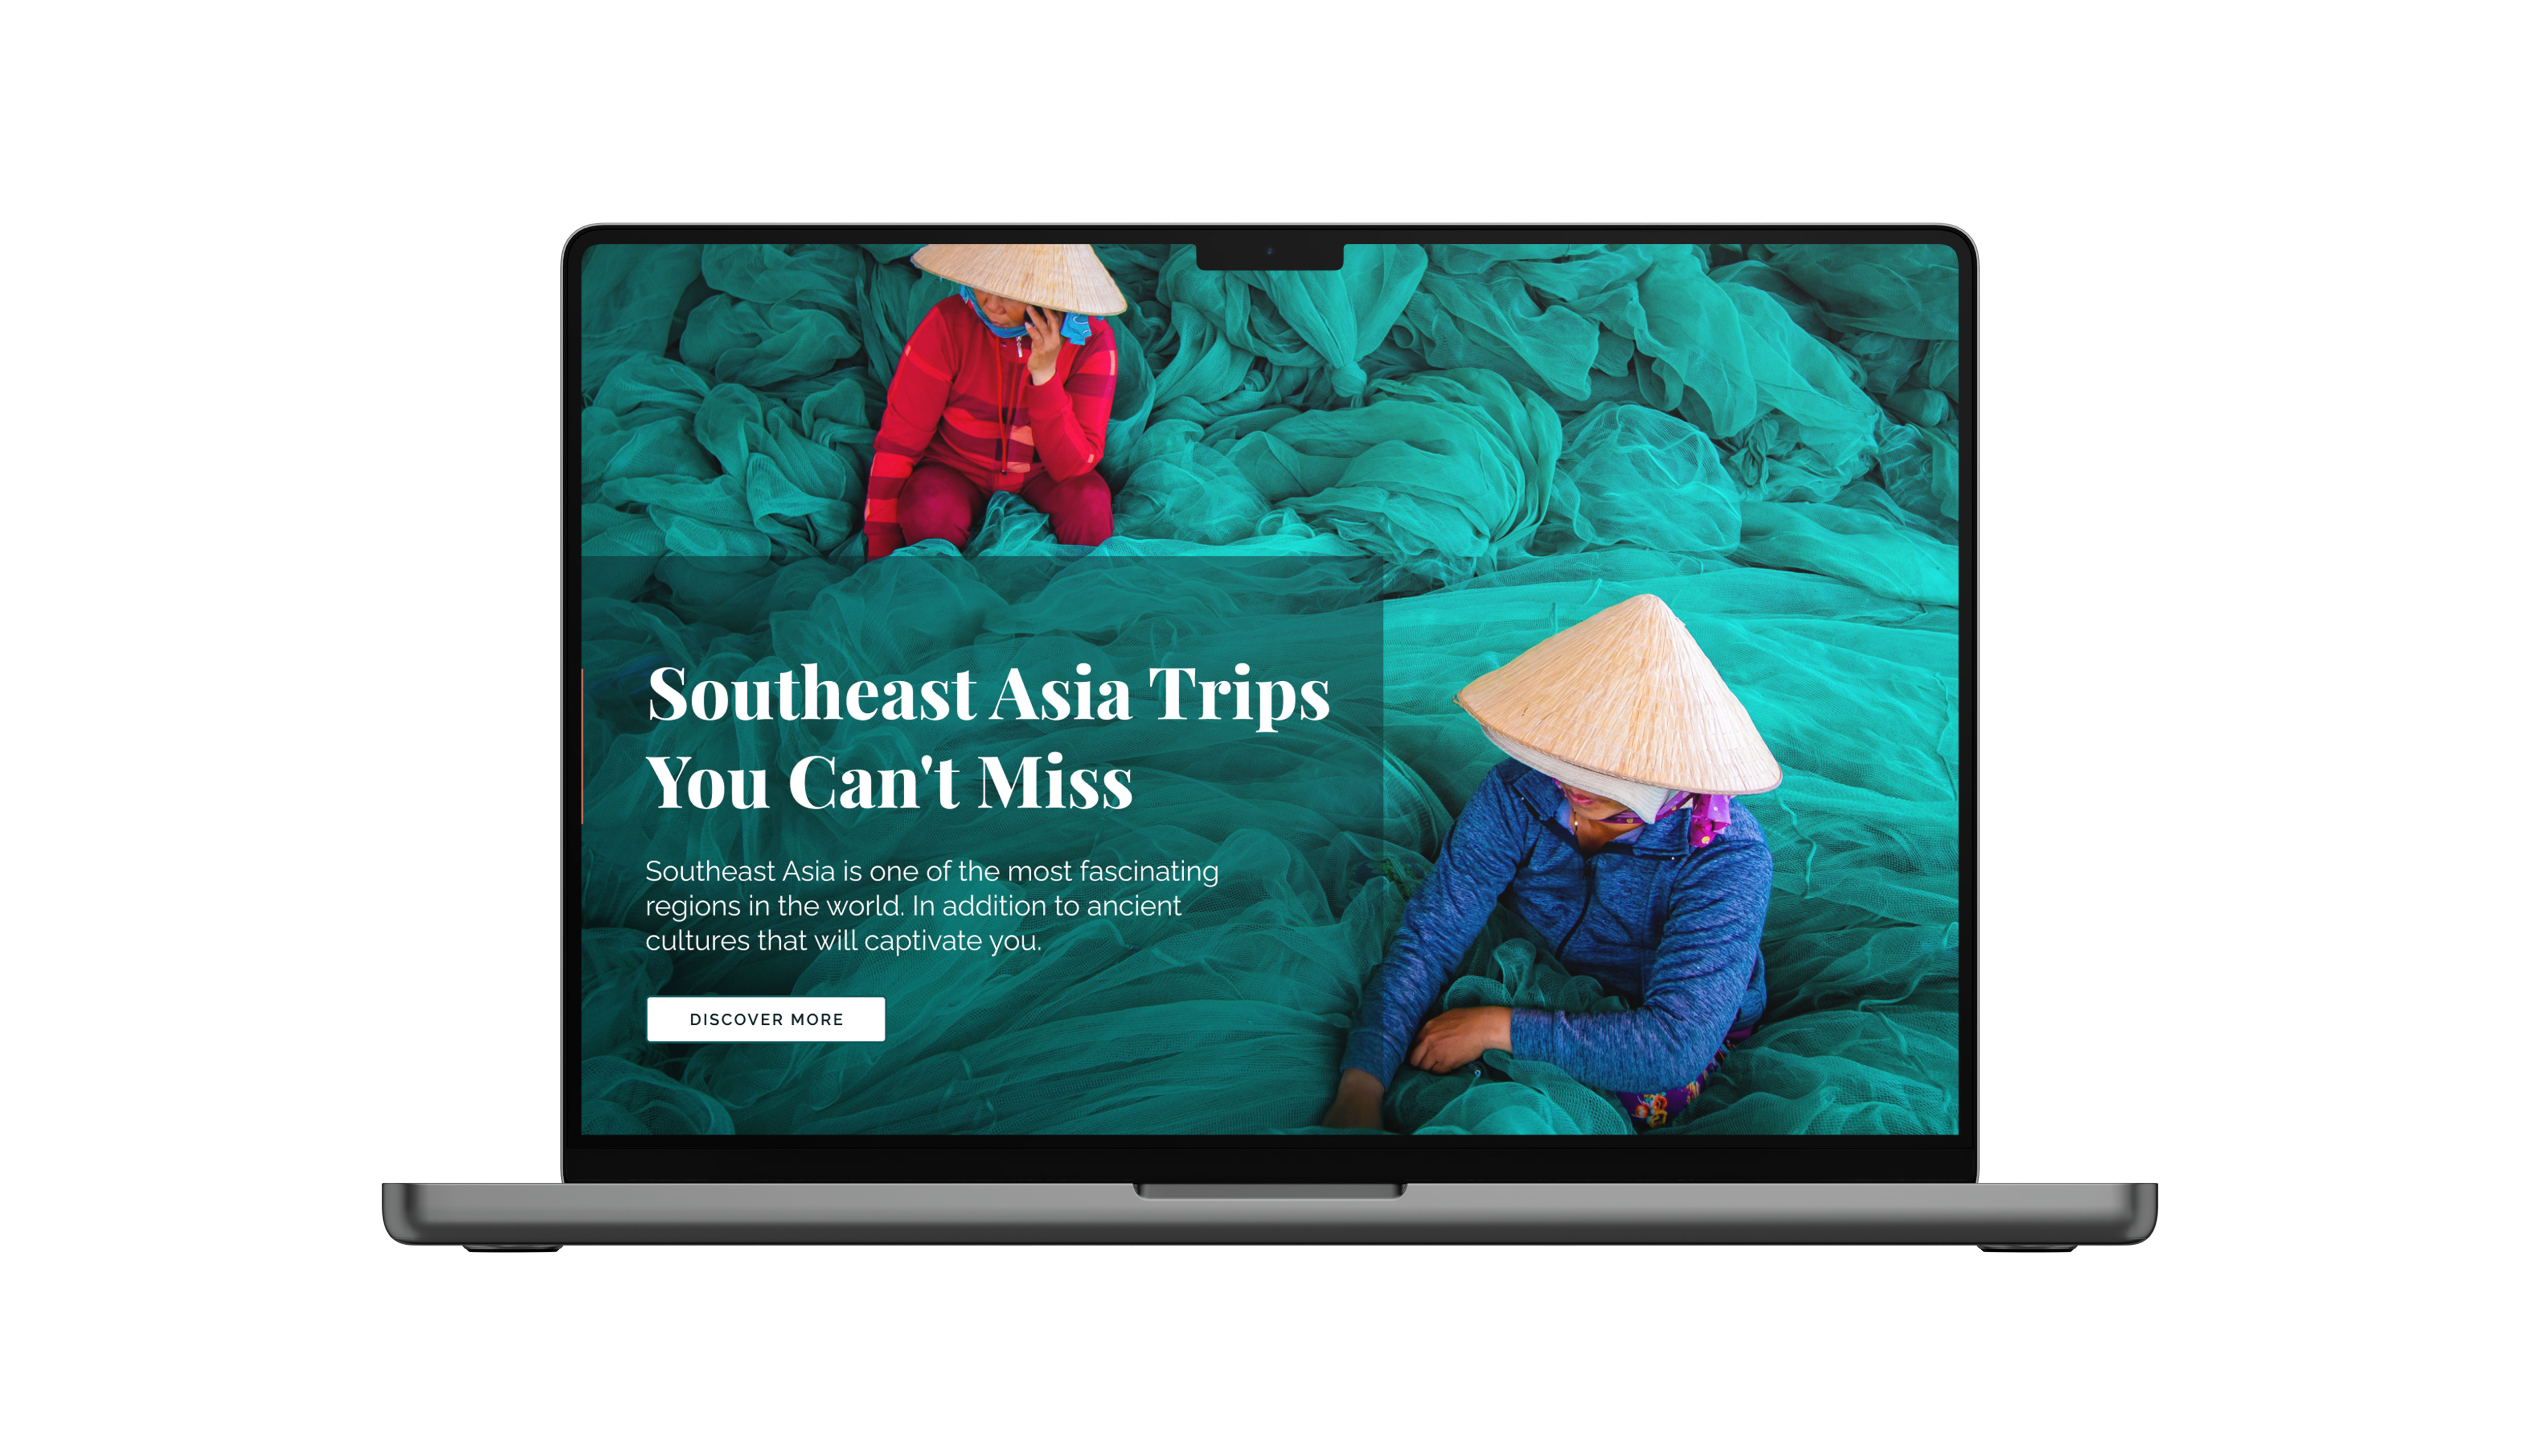 Southeast Asia Trips
You Can't Miss
Southeast Asia is one of the most fascinating
regions in the world. In addition to ancient
cultures that will captivate you.
DISCOVER MORE